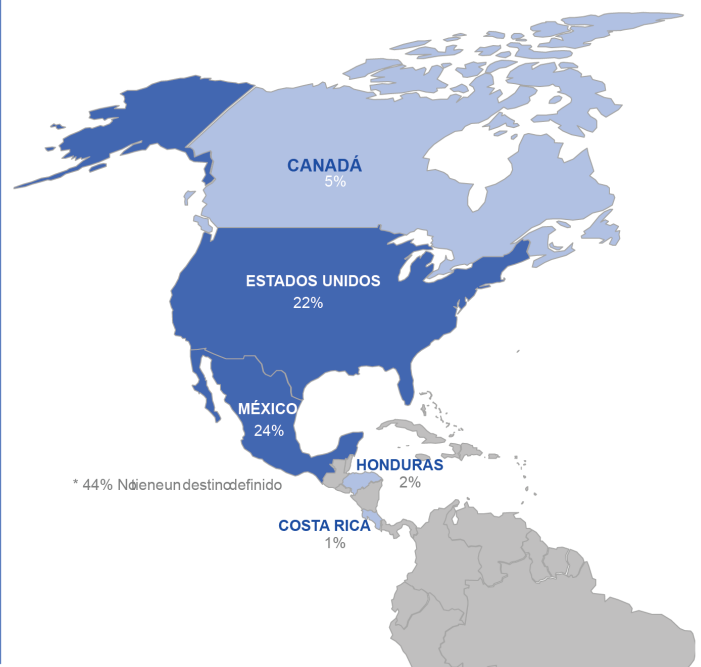 CANADÁ
5%
ESTADOS UNIDOS
22%
MÉXICO
24%
HONDURAS
2%
* 44% No tiene un destino definido
COSTA RICA
1%